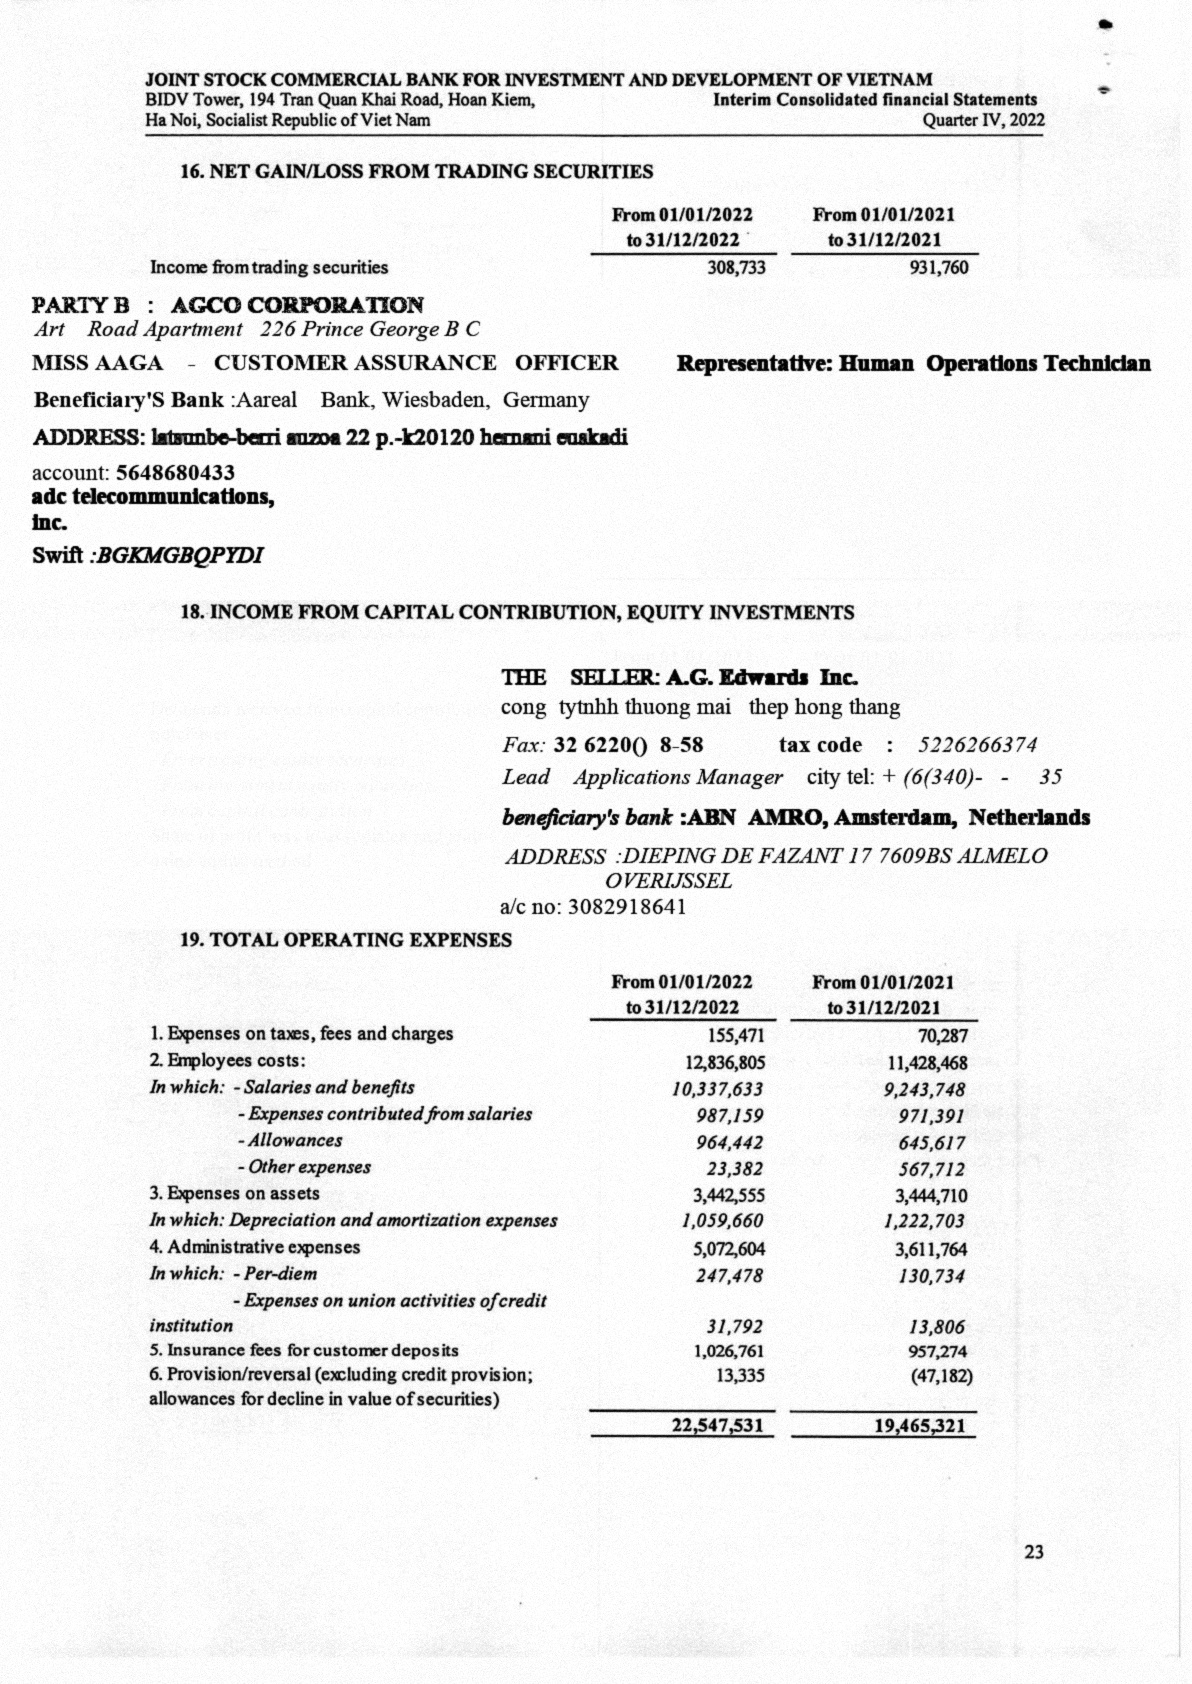 JOINT STOCK COMMERCIAL BANK FOR INVESTMENT AND DEVELOPMENT OF VIETNAM
BIDV Tower, 194 Tran Quan Khai Road, Hoan Kiem, Interim Consolidated financial Statements
Ha Noi, Socialist Republic of Viet Nam Quarter IV, 2022
16. NET GAIN/LOSS FROM TRADING SECURITIES
From 01/01/2022 From 01/01/2021
to 31/12/2022 to 31/12/2021
Income from trading securities 308,733 931,760
PARTY B : AGCO CORPORATION
Art Road Apartment 226 Prince George B C
MISS AAGA - CUSTOMER ASSURANCE OFFICER Representative: Human Operations Technician
Beneficiary'S Bank :Aareal Bank, Wiesbaden, Germany
ADDRESS: latsunbe-berri auzoa 22 p.-k20120 hernani euskadi
account: 5648680433
adc telecommunications,
inc.
Swift :BGKMGBQPYDI
18. INCOME FROM CAPITAL CONTRIBUTION, EQUITY INVESTMENTS
THE SELLER: A.G. Edwards Inc.
cong tytnhh thuong mai thep hong thang
Fax: 32 6220() 8-58 tax code : 5226266374
Lead Applications Manager city tel: + (6(340)- - 35
beneficiary's bank :ABN AMRO, Amsterdam, Netherlands
ADDRESS :DIEPING DE FAZANT 17 7609BS ALMELO
OVERIJSSEL
a/c no: 3082918641
19. TOTAL OPERATING EXPENSES
From 01/01/2022 From 01/01/2021
to 31/12/2022 to 31/12/2021
1. Expenses on taxes, fees and charges 155,471 70,287
2. Employees costs: 12,836,805 11,428,468
In which: - Salaries and benefits 10,337,633 9,243,748
- Expenses contributed from salaries 987,159 971,391
- Allowances 964,442 645,617
- Other expenses 23,382 567,712
3. Expenses on assets 3,442,555 3,444,710
In which: Depreciation and amortization expenses 1,059,660 1,222,703
4. Administrative expenses 5,072,604 3,611,764
In which: - Per-diem 247,478 130,734
- Expenses on union activities of credit
institution 31,792 13,806
5. Insurance fees for customer deposits 1,026,761 957,274
6. Provision/reversal (excluding credit provision; 13,335 (47,182)
allowances for decline in value of securities)
22,547,531 19,465,321
23